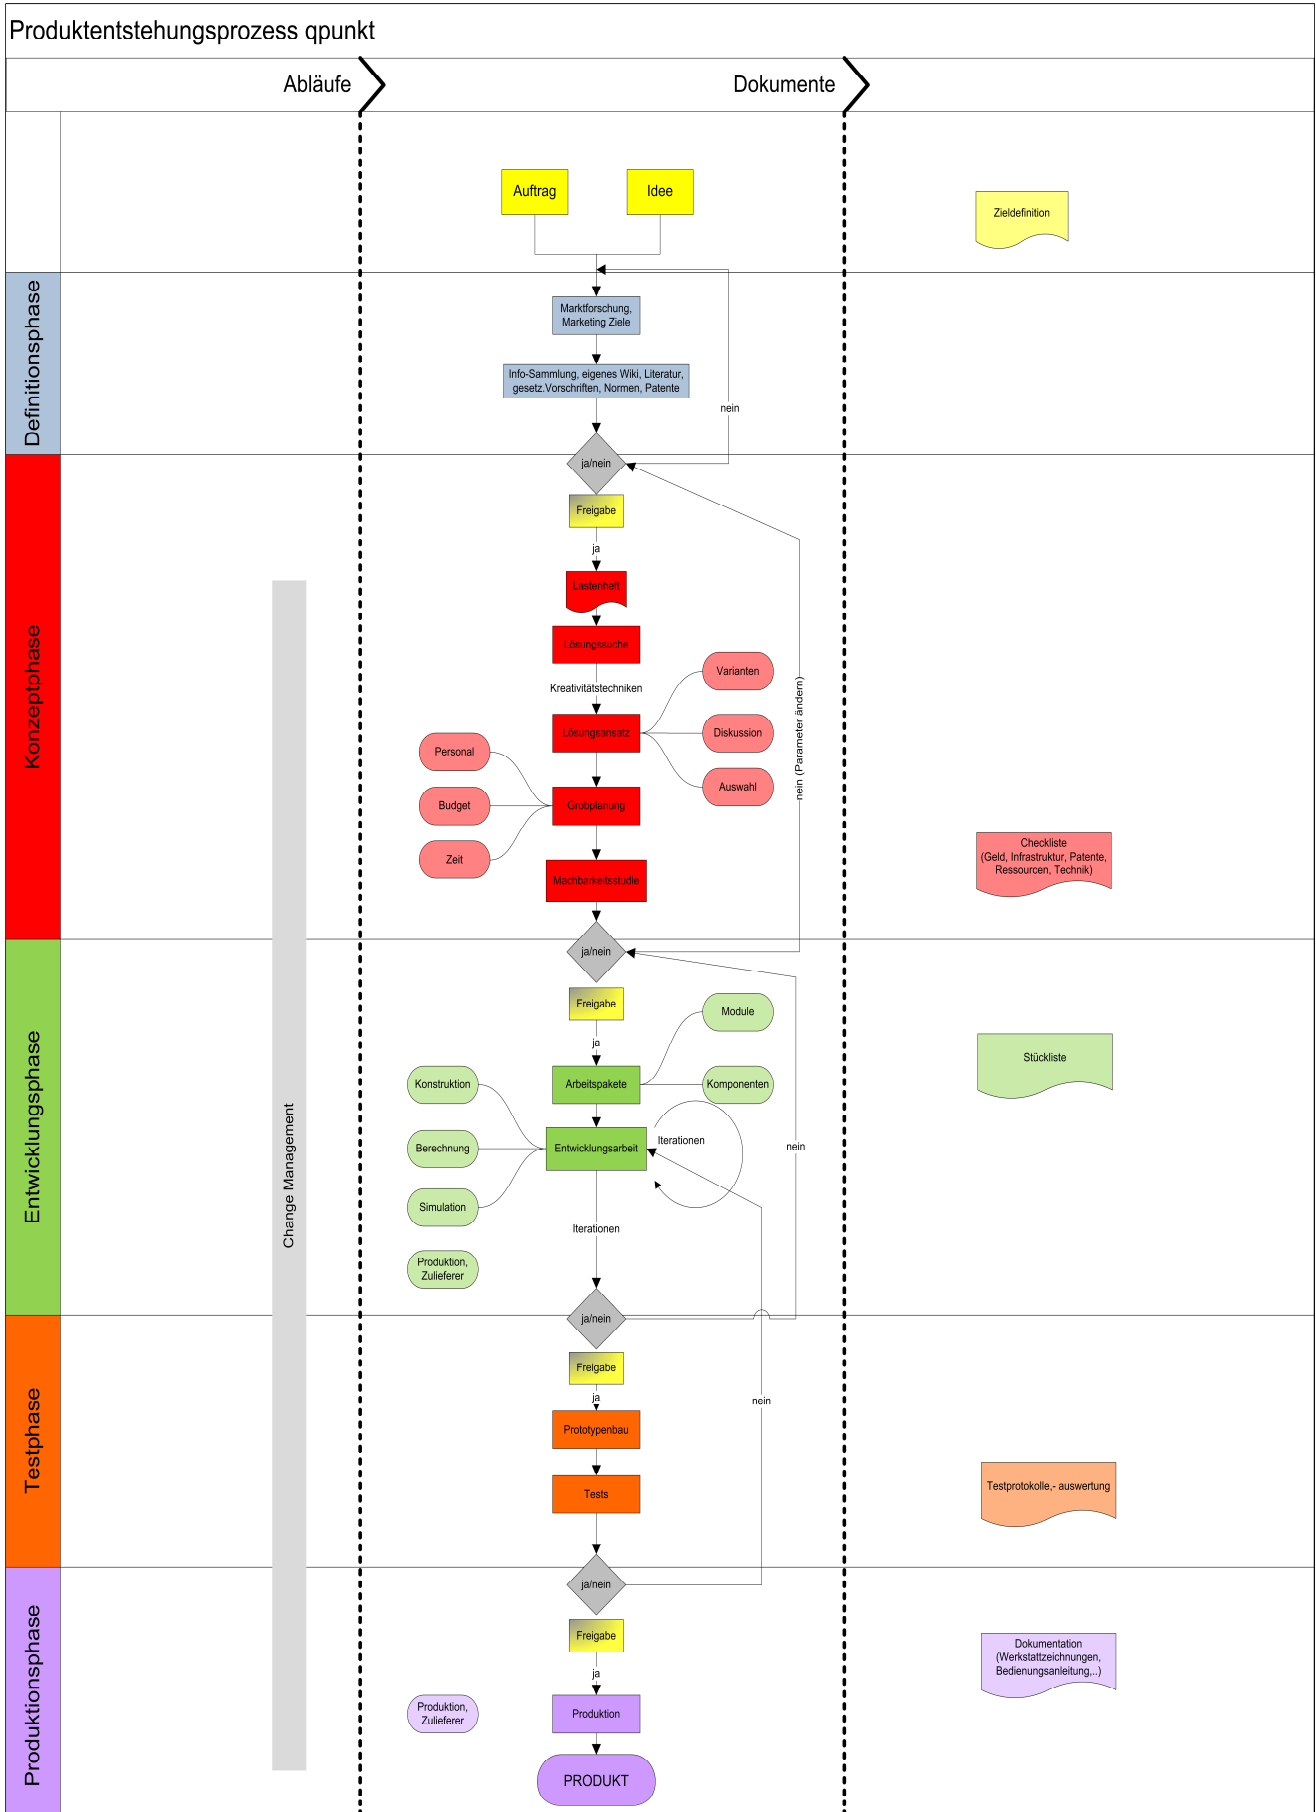 Produktentstehungsprozess qpunkt
Abläufe
Dokumente
Auftrag
Idee
Zieldefinition
Definitionsphase
Marktforschung,
Marketing Ziele
Info-Sammlung, eigenes Wiki, Literatur,
gesetz.Vorschriften, Normen, Patente
nein
ja/nein
Konzeptphase
Freigabe
ja
Lastenheft
Lösungssuche
Kreativitätstechniken
Varianten
Lösungsansatz
Diskussion
Auswahl
Personal
Budget
Zeit
Grobplanung
nein (Parameter ändern)
Machbarkeitsstudie
Checkliste
(Geld, Infrastruktur, Patente,
Ressourcen, Technik)
ja/nein
Entwicklungsphase
Change Management
Freigabe
ja
Module
Arbeitspakete
Komponenten
Stückliste
Konstruktion
Berechnung
Simulation
Produktion,
Zulieferer
Entwicklungsarbeit
Iterationen
nein
Iterationen
ja/nein
Testphase
Freigabe
ja
nein
Prototypenbau
Tests
Testprotokolle,- auswertung
ja/nein
Produktionsphase
Freigabe
ja
Dokumentation
(Werkstattzeichnungen,
Bedienungsanleitung,..)
Produktion,
Zulieferer
Produktion
PRODUKT